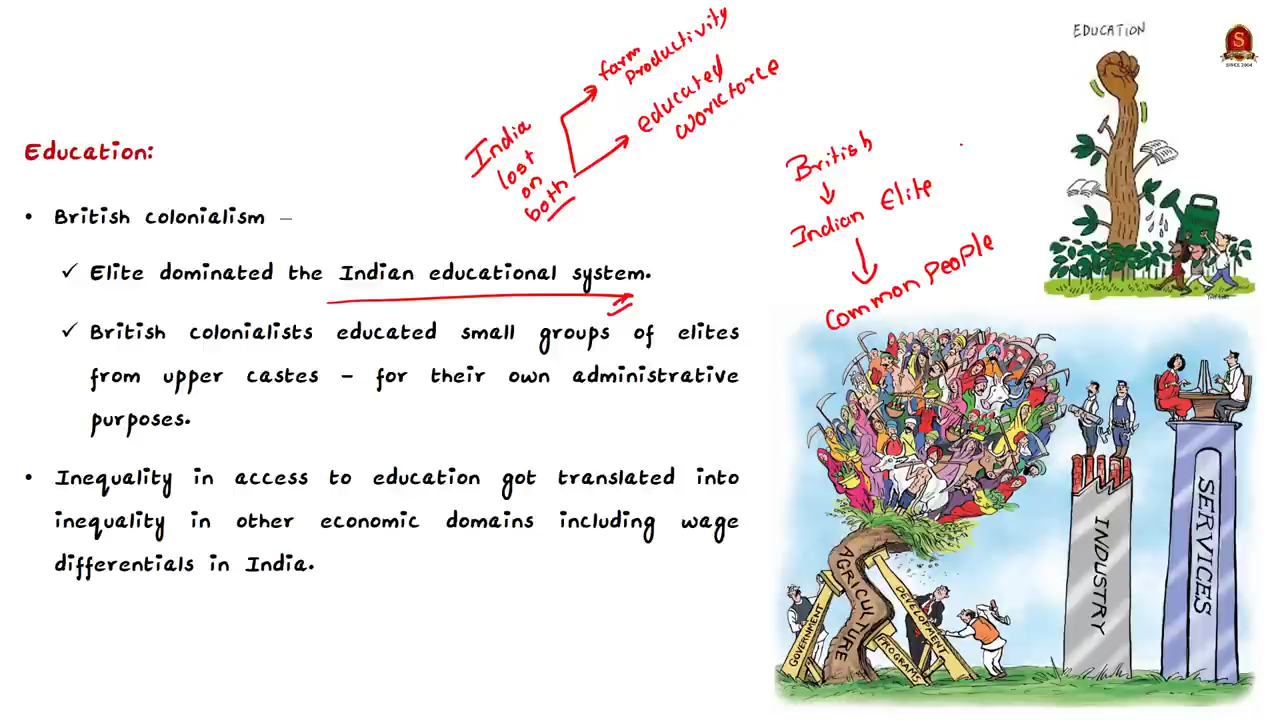 EDUCATION
S
SINCE 2004
farm
productivity
educated
workforce
India
lost
on
both
British
Indian Elite
Common People
Education:
• British colonialism –
✓ Elite dominated the Indian educational system.
✓ British colonialists educated small groups of elites
from upper castes – for their own administrative
purposes.
• Inequality in access to education got translated into
inequality in other economic domains including wage
differentials in India.
AGRICULTURE
GOVERNMENT
DEVELOPMENT
PROGRAMS
INDUSTRY
SERVICES